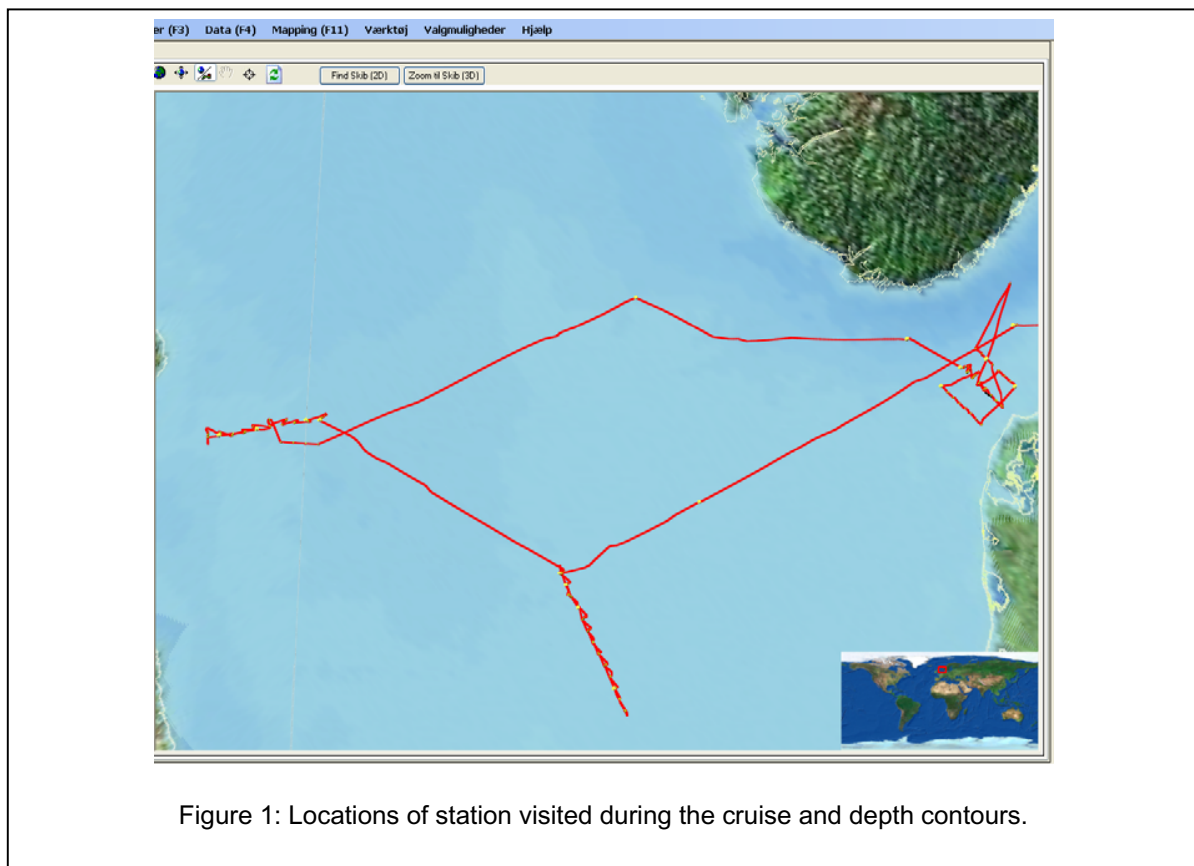 er (F3) Data (F4) Mapping (F11) Værktøj Valgmuligheder Hjælp
Find Skib (2D) Zoom til Skib (3D)
Figure 1: Locations of station visited during the cruise and depth contours.